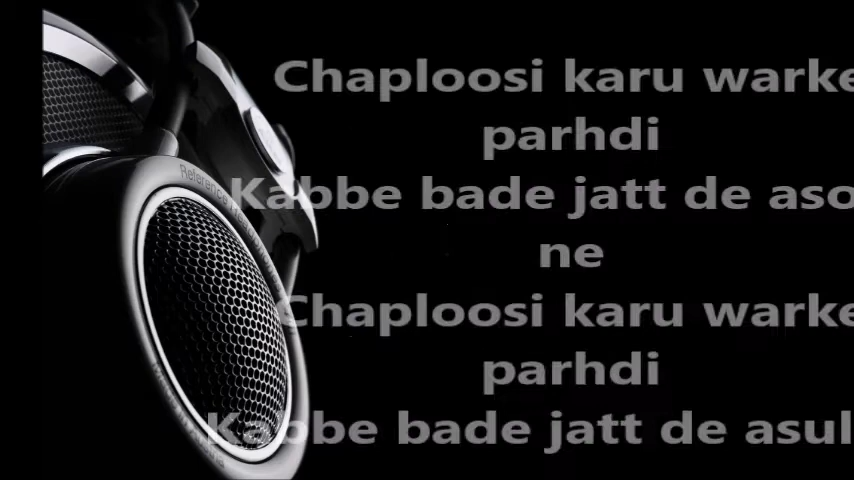 Chaploosi karu warke
parhdi
Kabbe bade jatt de aso
ne
Chaploosi karu warke
parhdi
Kabbe bade jatt de asul
Reference Headphones